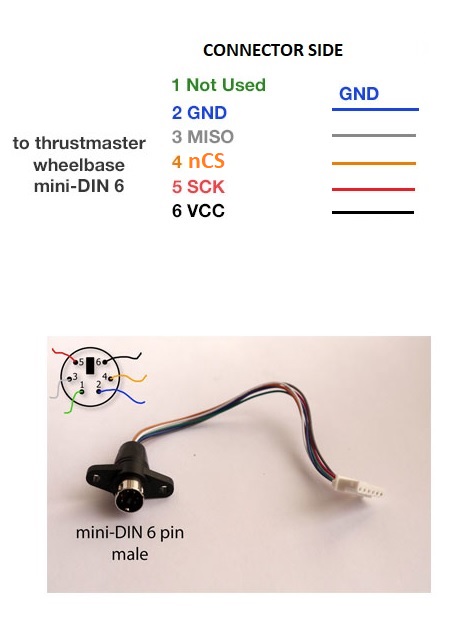 CONNECTOR SIDE
1 Not Used
GND
2 GND
3 MISO
4 nCS
5 SCK
6 VCC
to thrustmaster
wheelbase
mini-DIN 6
5 6
3 4
1 2
mini-DIN 6 pin
male